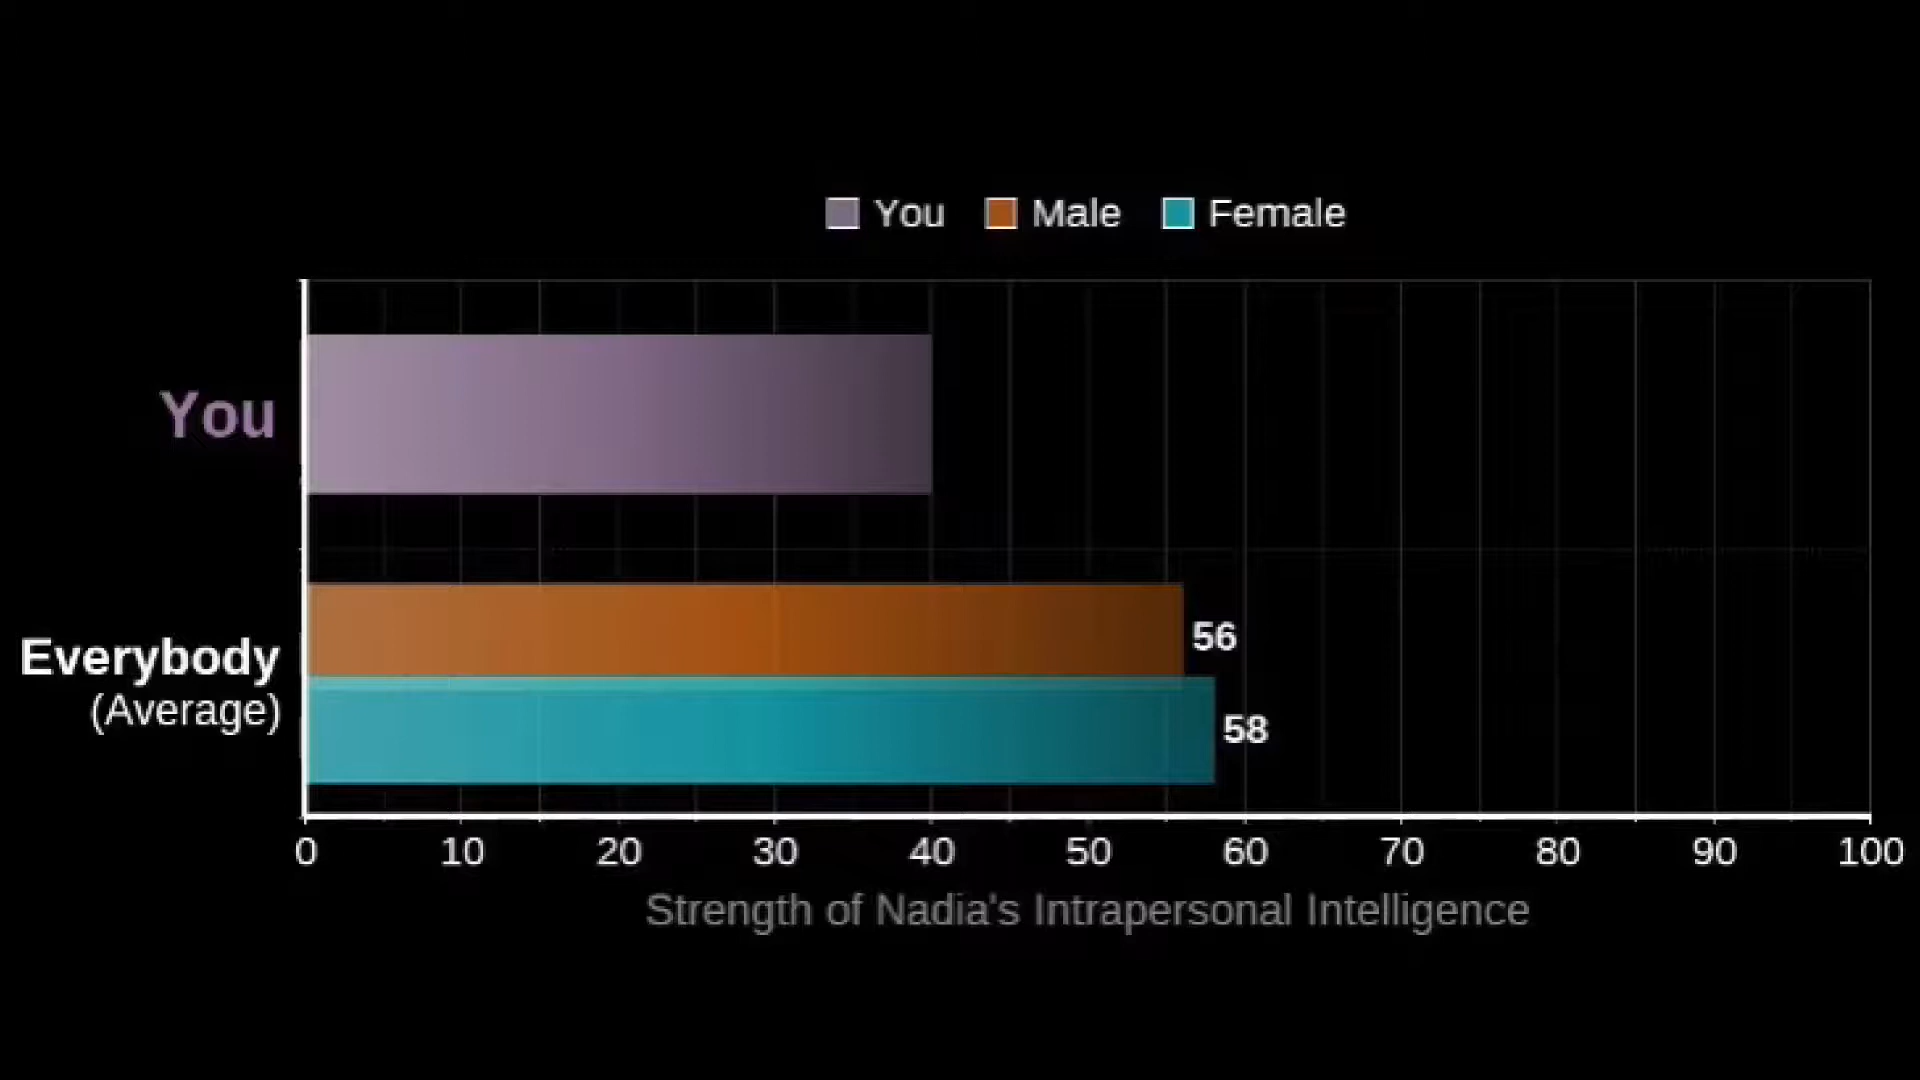 You Male Female
You
Everybody
(Average)
56
58
0 10 20 30 40 50 60 70 80 90 100
Strength of Nadia's Intrapersonal Intelligence